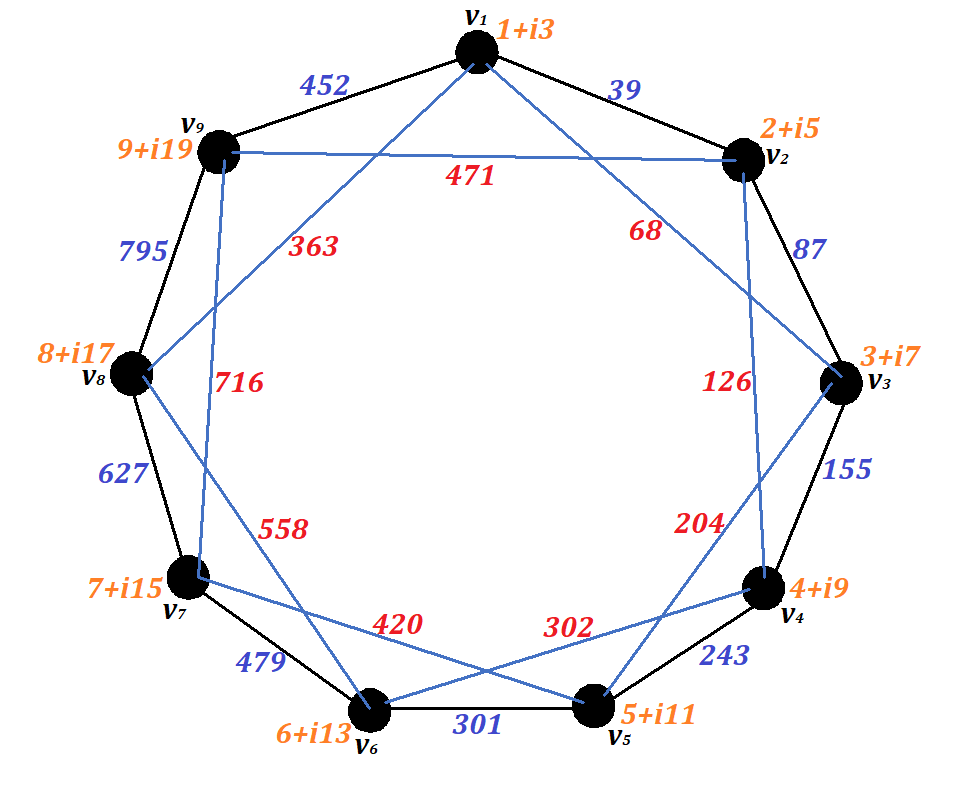 v₁ 1+i3
452
39
v₉
9+i19
2+i5
v₂
471
363
68
795
87
8+i17
v₈
3+i7
v₃
716
126
627
155
558
204
7+i15
v₇
4+i9
v₄
420
302
479
243
6+i13
v₆
301
5+i11
v₅